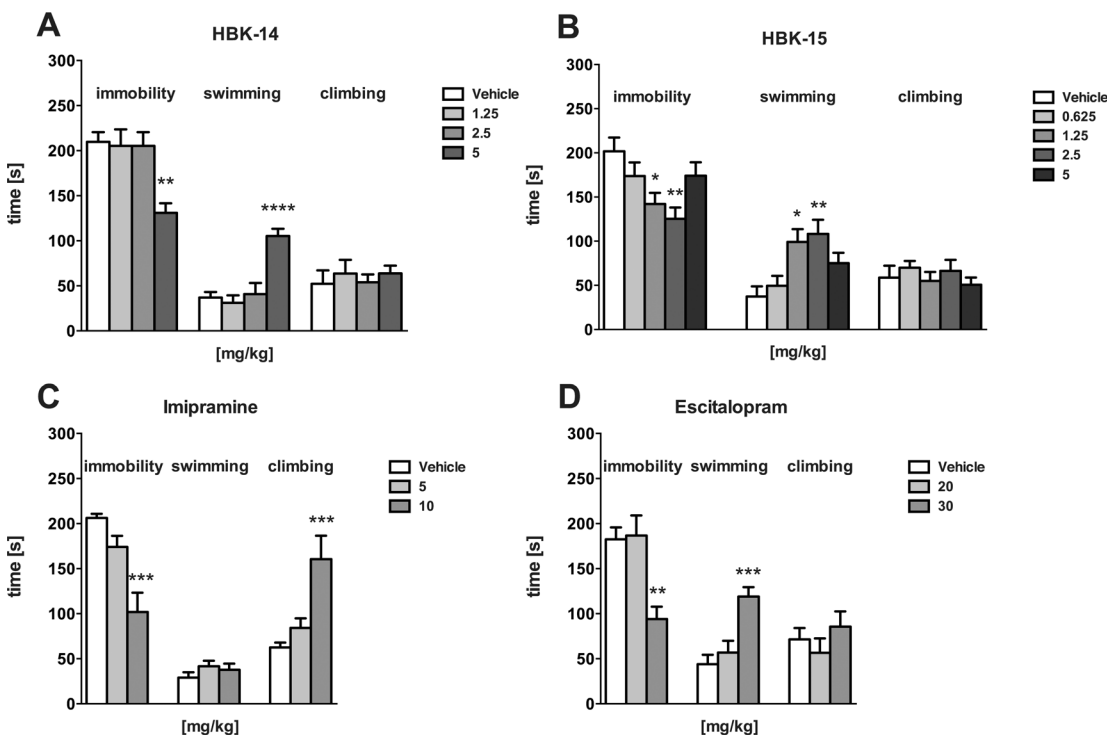 A
HBK-14
300
250
200
150
100
50
0
time [s]
immobility swimming climbing
** ****
[mg/kg]
Vehicle
1.25
2.5
5
B
HBK-15
300
250
200
150
100
50
0
time [s]
immobility swimming climbing
* ** * **
[mg/kg]
Vehicle
0.625
1.25
2.5
5
C
Imipramine
300
250
200
150
100
50
0
time [s]
immobility swimming climbing
*** ***
[mg/kg]
Vehicle
5
10
D
Escitalopram
300
250
200
150
100
50
0
time [s]
immobility swimming climbing
** ***
[mg/kg]
Vehicle
20
30